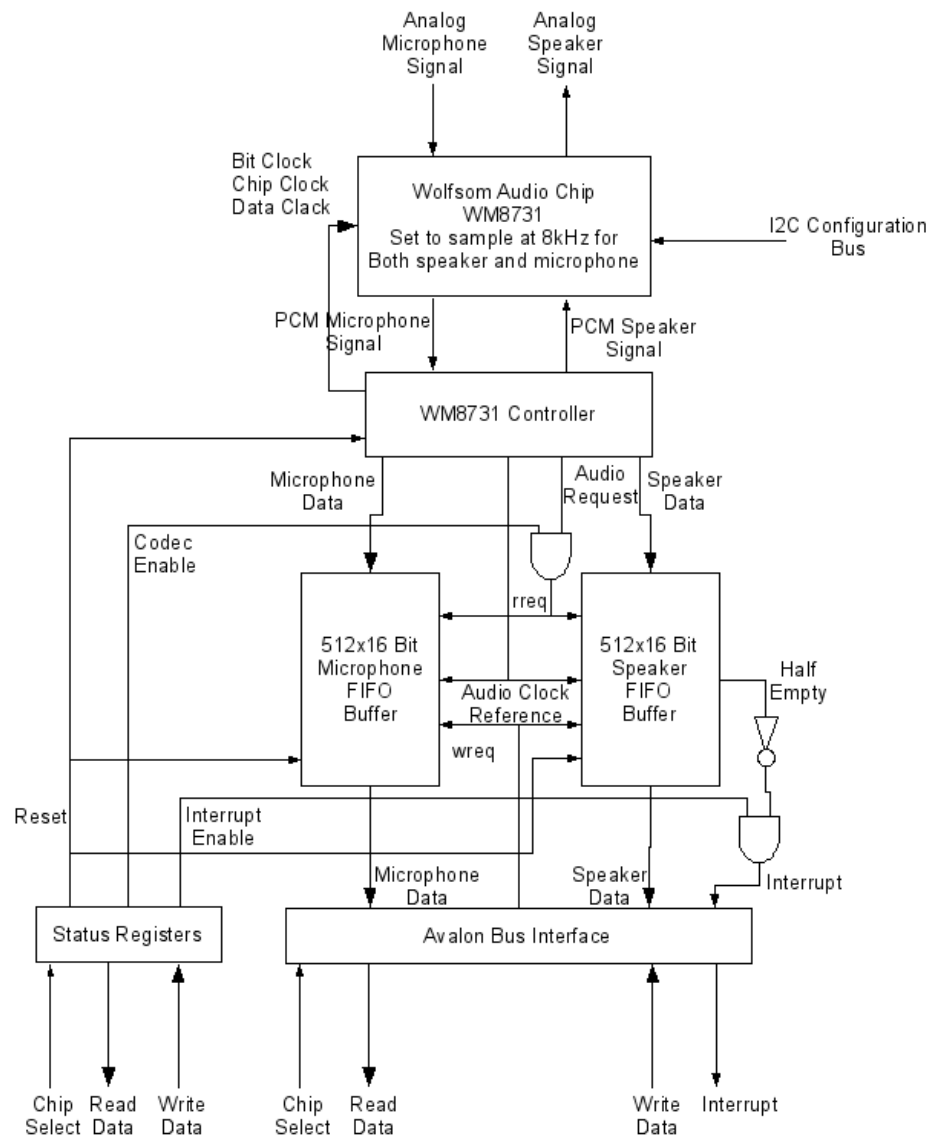 Analog
Microphone
Signal
Analog
Speaker
Signal
Bit Clock
Chip Clock
Data Clack
Wolfsom Audio Chip
WM8731
Set to sample at 8kHz for
Both speaker and microphone
I2C Configuration
Bus
PCM Microphone
Signal
PCM Speaker
Signal
WM8731 Controller
Microphone
Data
Audio
Request
Speaker
Data
Codec
Enable
rreq
512x16 Bit
Microphone
FIFO
Buffer
512x16 Bit
Speaker
FIFO
Buffer
Half
Empty
Audio Clock
Reference
wreq
Reset
Interrupt
Enable
Microphone
Data
Speaker
Data
Interrupt
Status Registers
Avalon Bus Interface
Chip
Select
Read
Data
Write
Data
Chip
Select
Read
Data
Write
Data
Interrupt